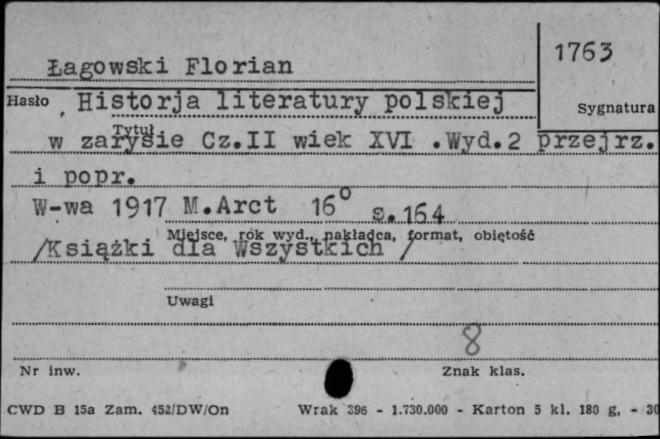 1763
Łagowski Florian
Hasło
Historja literatury polskiej
Sygnatura
Tytuł
w zarysie Cz.II wiek XVI .Wyd.2 przejrz.
i popr.
W-wa 1917 M.Arct 16° s.164
Miejsce, rok wyd., nakładca, format, objętość
/Książki dla Wszystkich /
Uwagi
8
Nr inw.
Znak klas.
CWD B 15a Zam. 452/DW/On Wrak 396 - 1.730.000 - Karton 5 kl. 180 g, - 30